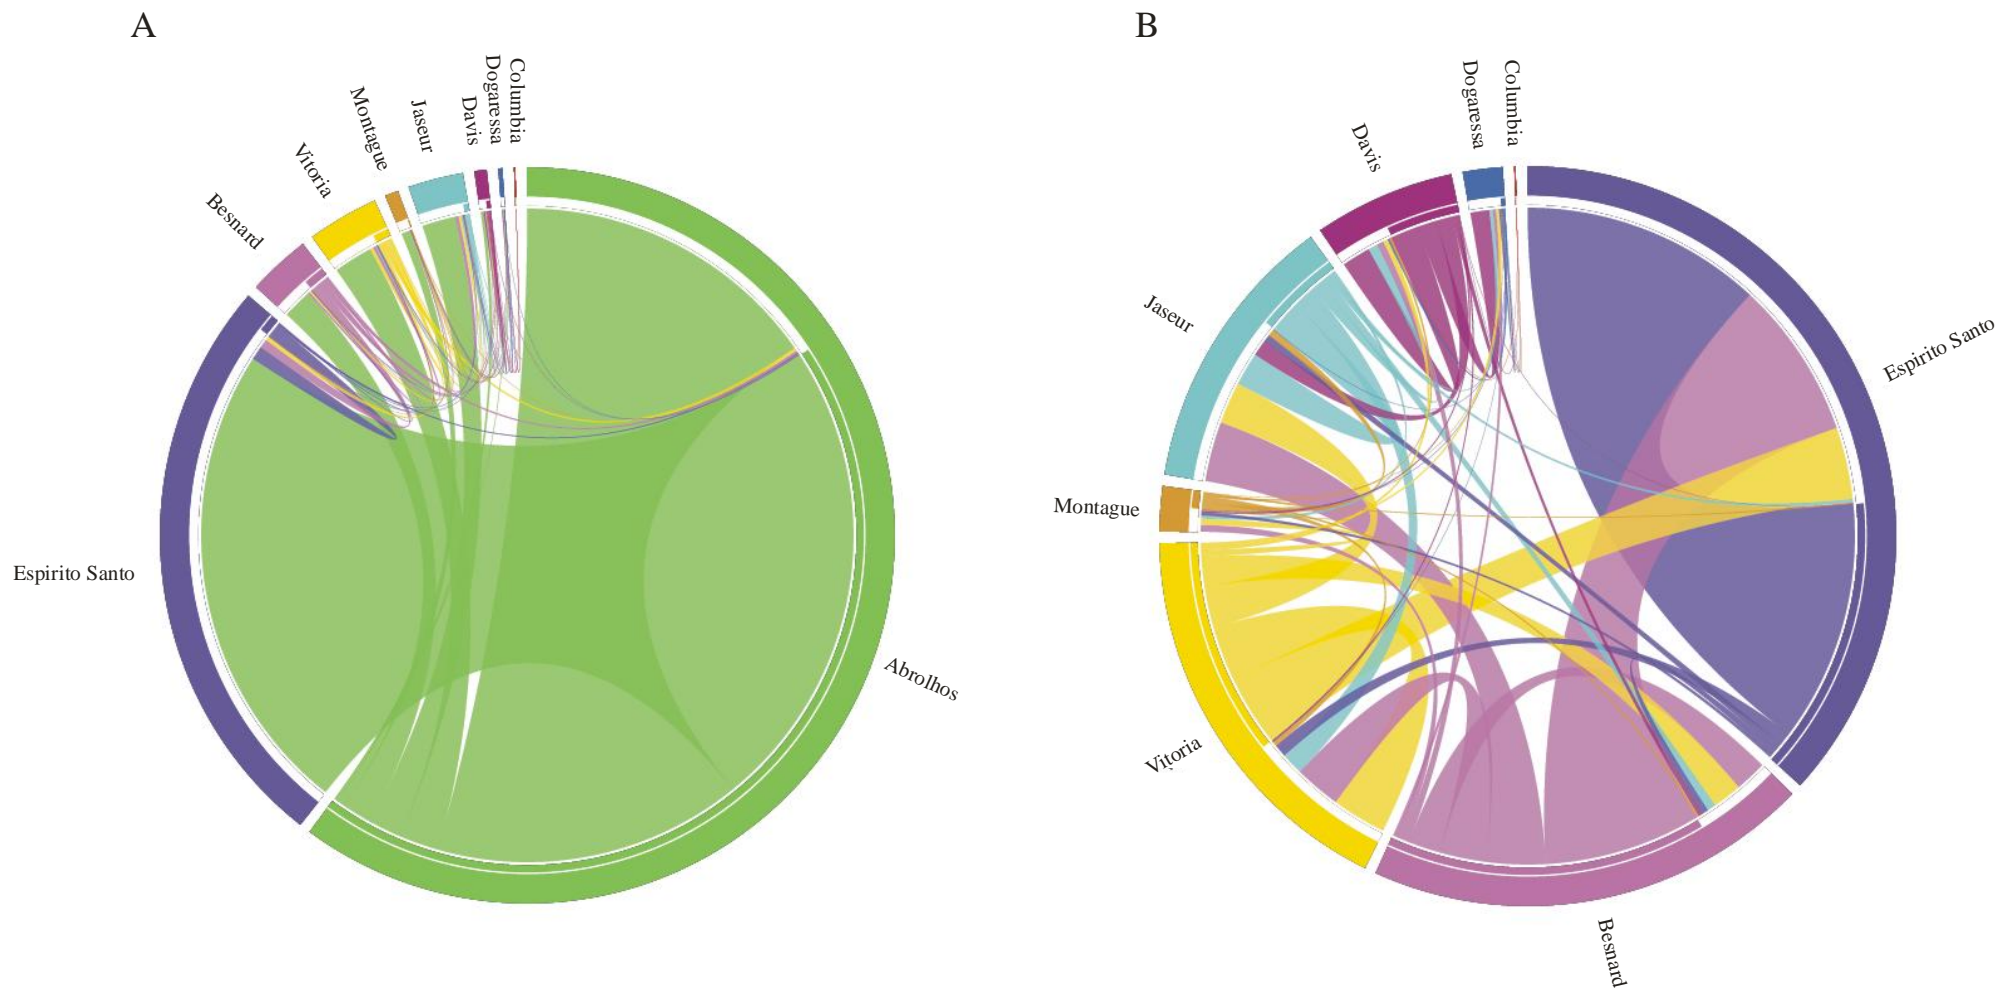 A
Columbia
Dogaressa
Davis
Jaseur
Montague
Vitoria
Besnard
Espirito Santo
Abrolhos
B
Columbia
Dogaressa
Davis
Jaseur
Montague
Vitoria
Besnard
Espirito Santo